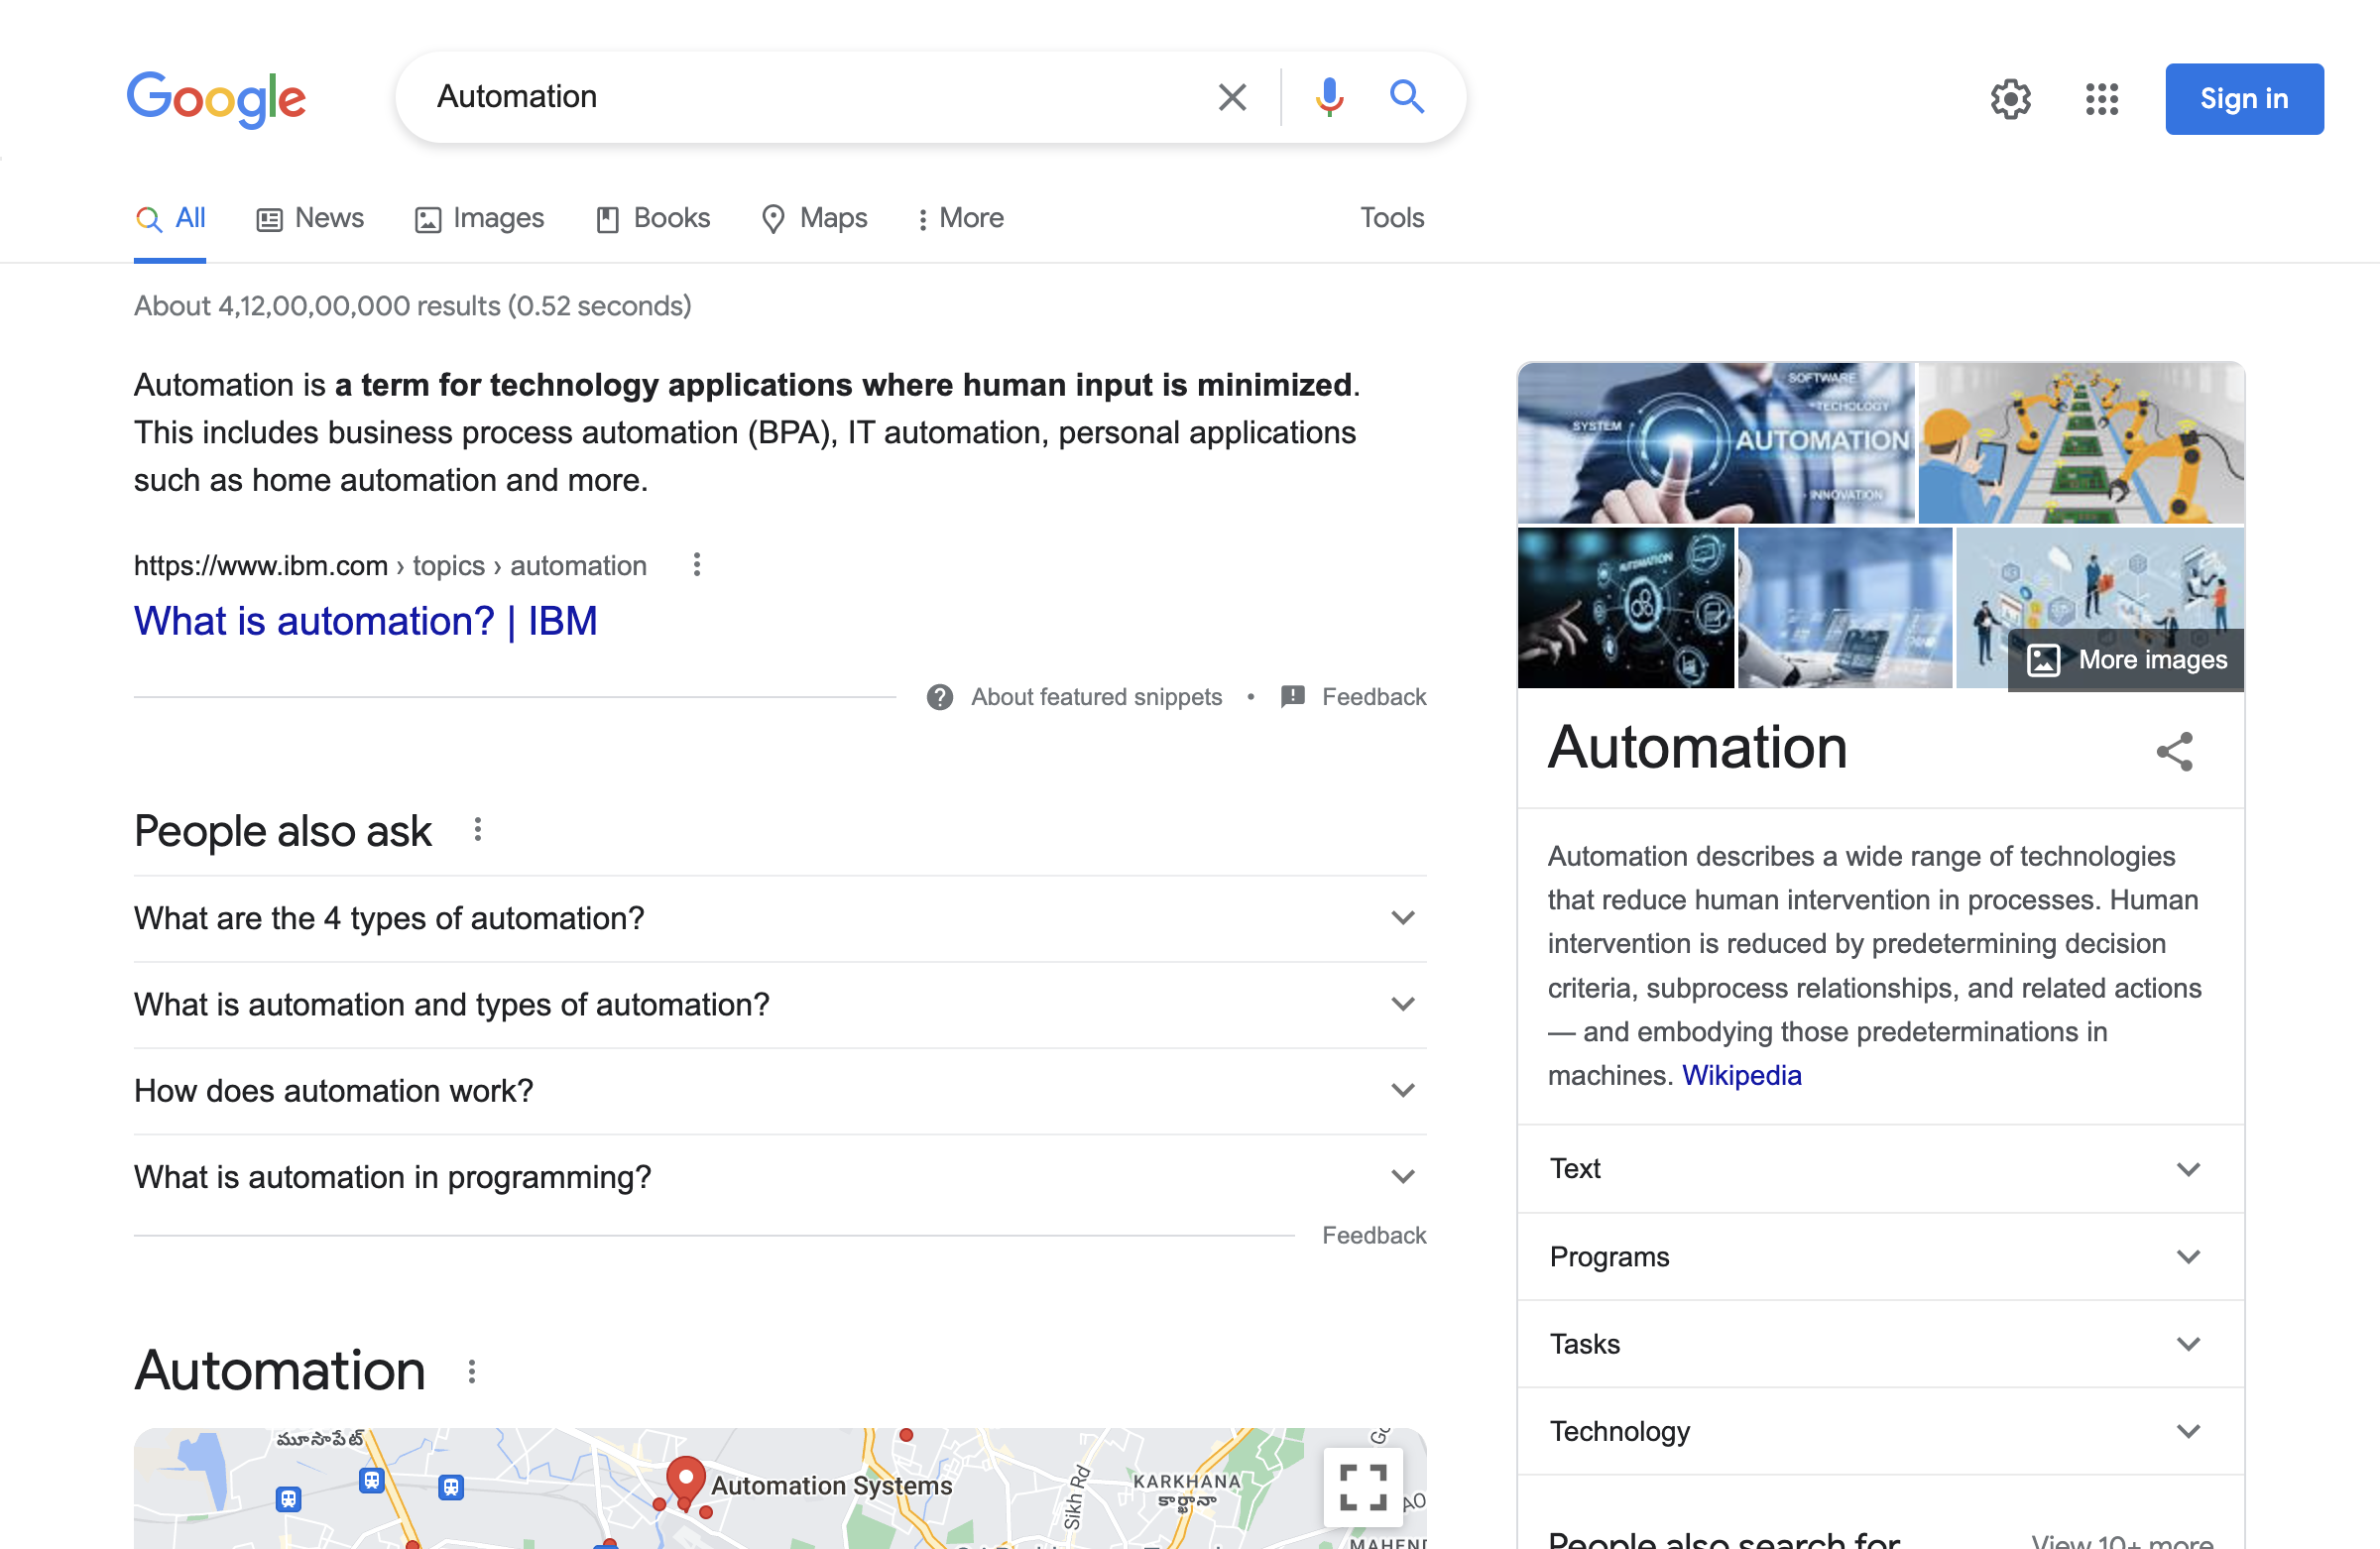 Google
Automation
Sign in
All
News
Images
Books
Maps
More
Tools
About 4,12,00,00,000 results (0.52 seconds)
Automation is a term for technology applications where human input is minimized.
This includes business process automation (BPA), IT automation, personal applications
such as home automation and more.
https://www.ibm.com › topics › automation
What is automation? | IBM
About featured snippets • Feedback
People also ask
What are the 4 types of automation?
What is automation and types of automation?
How does automation work?
What is automation in programming?
Feedback
Automation
మూసాపేట్
Automation Systems
Sikh Rd
KARKHANA
కార్ఖానా
SOFTWARE
TECHOLOGY
SYSTEM
AUTOMATION
INNOVATION
AUTOMATION
More images
Automation
Automation describes a wide range of technologies
that reduce human intervention in processes. Human
intervention is reduced by predetermining decision
criteria, subprocess relationships, and related actions
— and embodying those predeterminations in
machines. Wikipedia
Text
Programs
Tasks
Technology
People also search for
View 10+ more